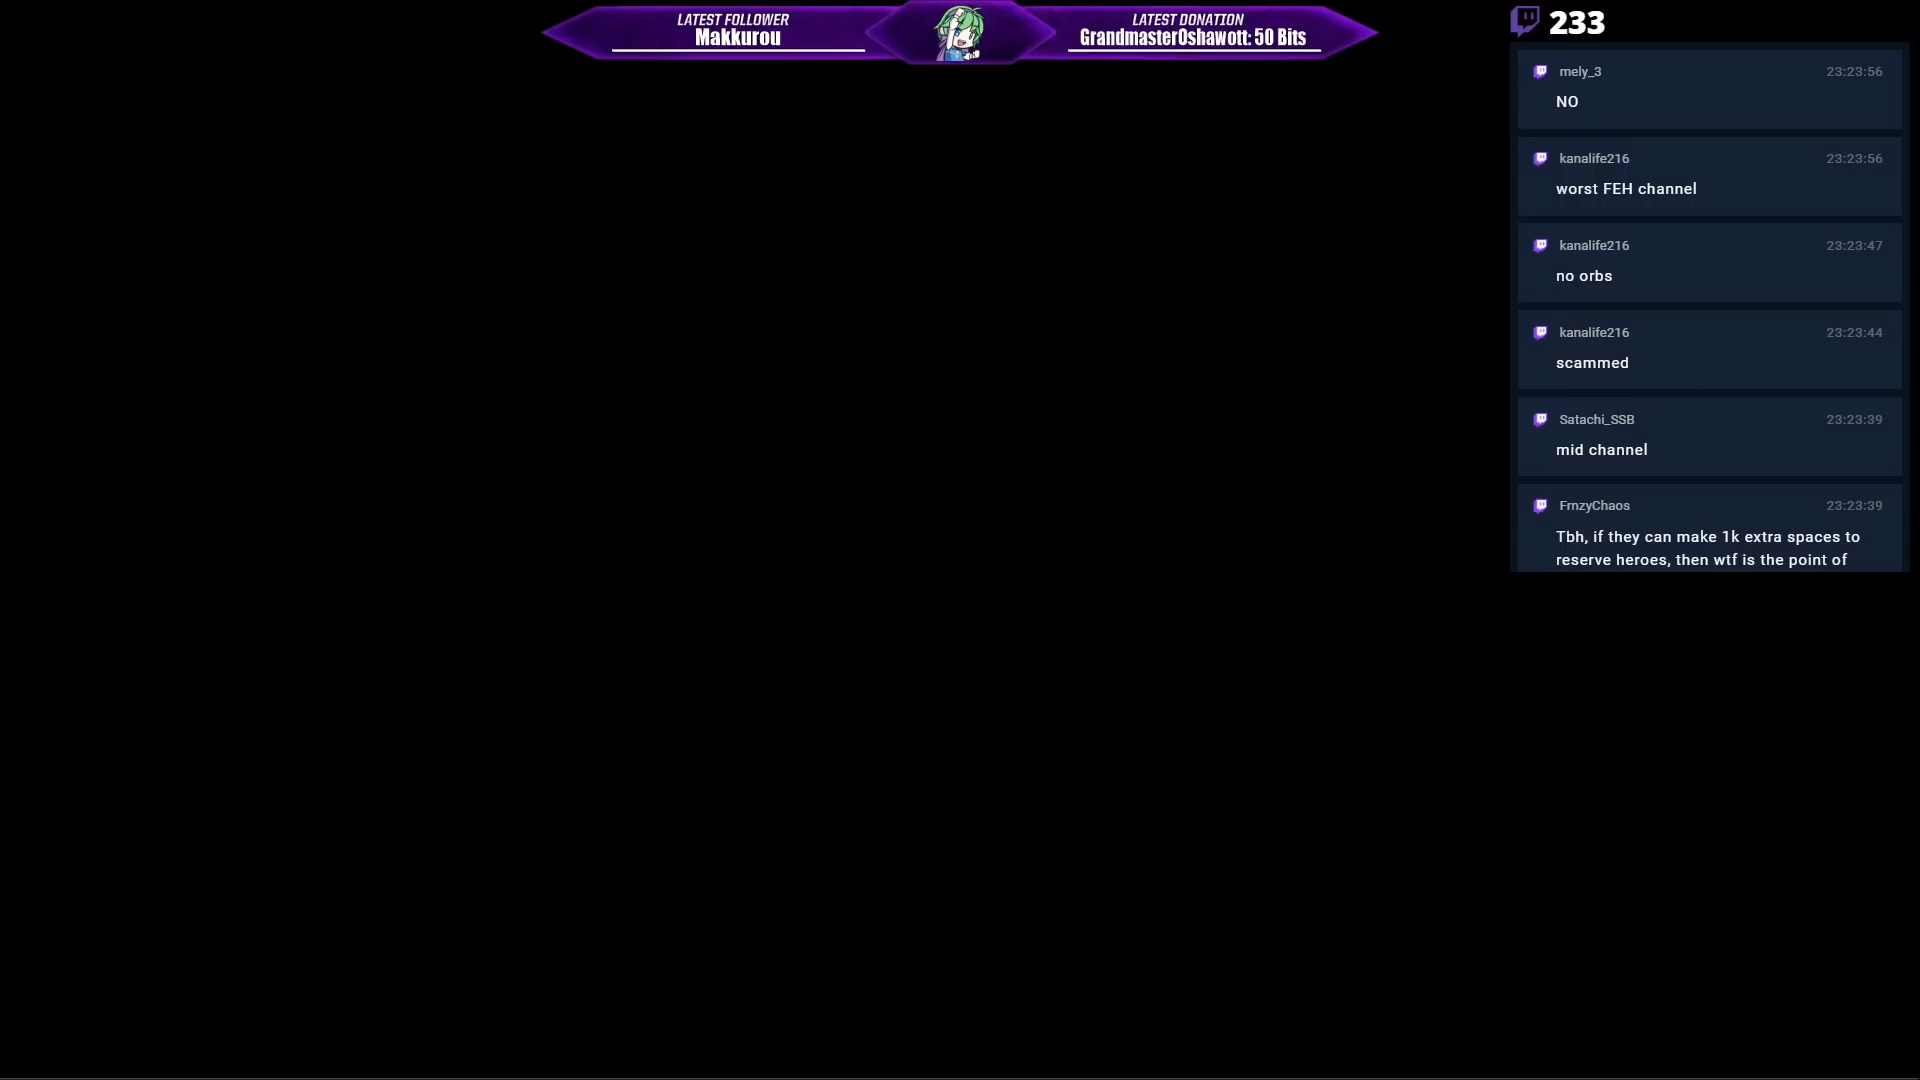 LATEST FOLLOWER
Makkurou
LATEST DONATION
GrandmasterOshawott: 50 Bits
233
mely_3 23:23:56
NO
kanalife216 23:23:56
worst FEH channel
kanalife216 23:23:47
no orbs
kanalife216 23:23:44
scammed
Satachi_SSB 23:23:39
mid channel
FrnzyChaos 23:23:39
Tbh, if they can make 1k extra spaces to
reserve heroes, then wtf is the point of